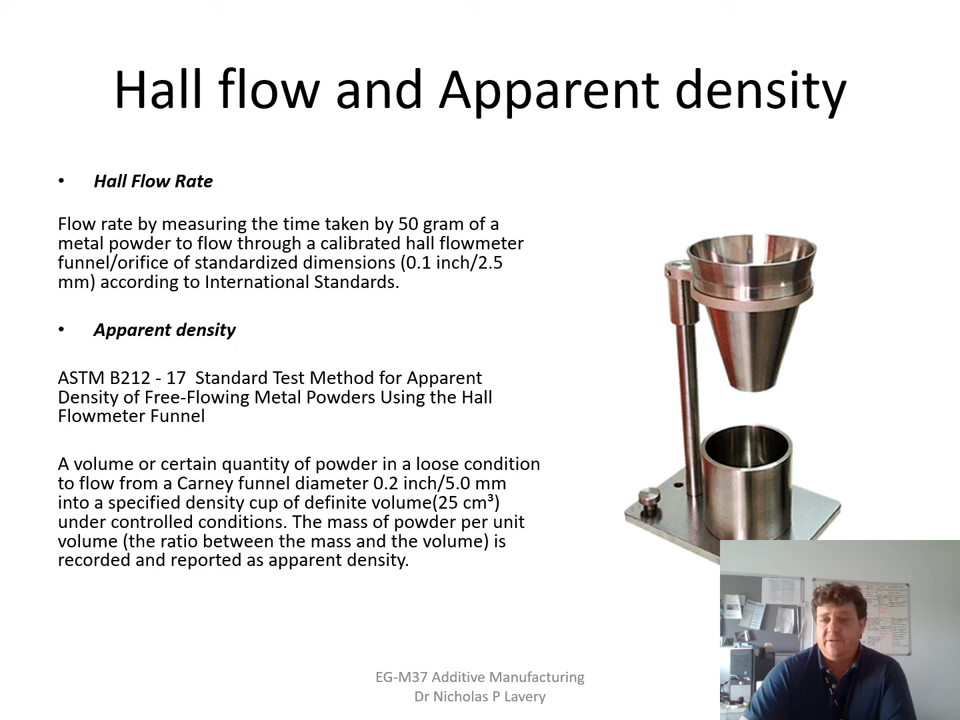 Hall flow and Apparent density
• Hall Flow Rate
Flow rate by measuring the time taken by 50 gram of a
metal powder to flow through a calibrated hall flowmeter
funnel/orifice of standardized dimensions (0.1 inch/2.5
mm) according to International Standards.
• Apparent density
ASTM B212 - 17  Standard Test Method for Apparent
Density of Free-Flowing Metal Powders Using the Hall
Flowmeter Funnel
A volume or certain quantity of powder in a loose condition
to flow from a Carney funnel diameter 0.2 inch/5.0 mm
into a specified density cup of definite volume(25 cm³)
under controlled conditions. The mass of powder per unit
volume (the ratio between the mass and the volume) is
recorded and reported as apparent density.
EG-M37 Additive Manufacturing
Dr Nicholas P Lavery